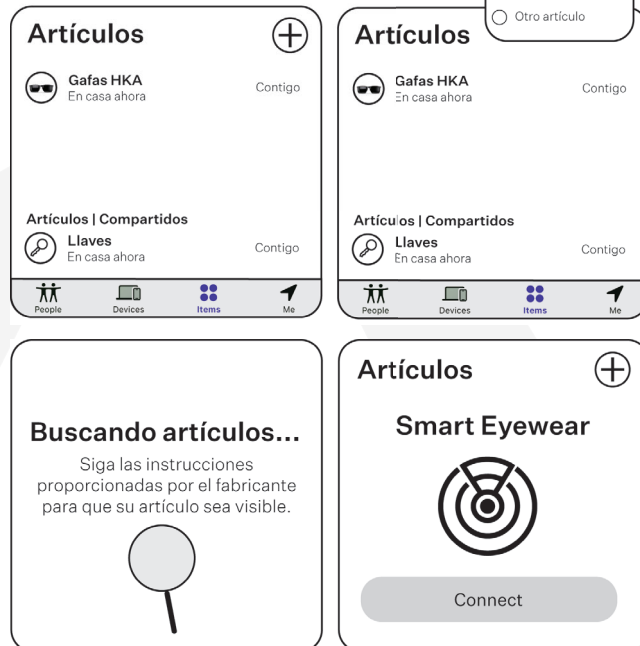 Artículos
Gafas HKA
En casa ahora
Contigo
Artículos | Compartidos
Llaves
En casa ahora
Contigo
People
Devices
Items
Me
Otro artículo
Artículos
Gafas HKA
En casa ahora
Contigo
Artículos | Compartidos
Llaves
En casa ahora
Contigo
People
Devices
Items
Me
Buscando artículos...
Siga las instrucciones
proporcionadas por el fabricante
para que su artículo sea visible.
Artículos
Smart Eyewear
Connect